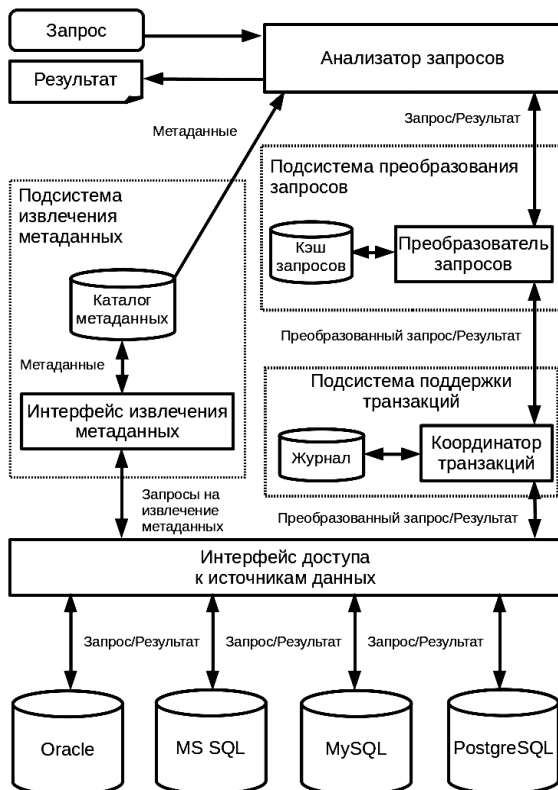 Запрос
Результат
Анализатор запросов
Метаданные
Запрос/Результат
Подсистема
извлечения
метаданных
Подсистема преобразования
запросов
Кэш
запросов
Преобразователь
запросов
Каталог
метаданных
Метаданные
Преобразованный запрос/Результат
Интерфейс извлечения
метаданных
Подсистема поддержки
транзакций
Журнал
Координатор
транзакций
Запросы на
извлечение
метаданных
Преобразованный запрос/Результат
Интерфейс доступа
к источникам данных
Запрос/Результат
Запрос/Результат
Запрос/Результат
Oracle
MS SQL
MySQL
PostgreSQL